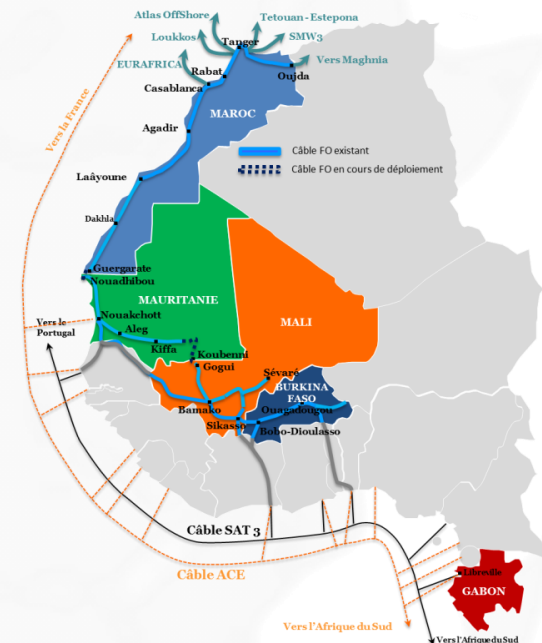 Atlas OffShore
Tetouan - Estepona
Loukkos
SMW3
Tanger
EURAFRICA
Vers Maghnia
Rabat
Oujda
Casablanca
MAROC
Vers la France
Agadir
Câble FO existant
Câble FO en cours de déploiement
Laâyoune
Dakhla
Guergarate
Nouadhibou
MAURITANIE
Nouakchott
Vers le
Portugal
Aleg
MALI
Kiffa
Koubenni
Gogui
Sévaré
BURKINA
FASO
Bamako
Ouagadougou
Sikasso
Bobo-Dioulasso
Câble SAT 3
Câble ACE
Libreville
GABON
Vers l'Afrique du Sud
Vers l'Afrique du Sud